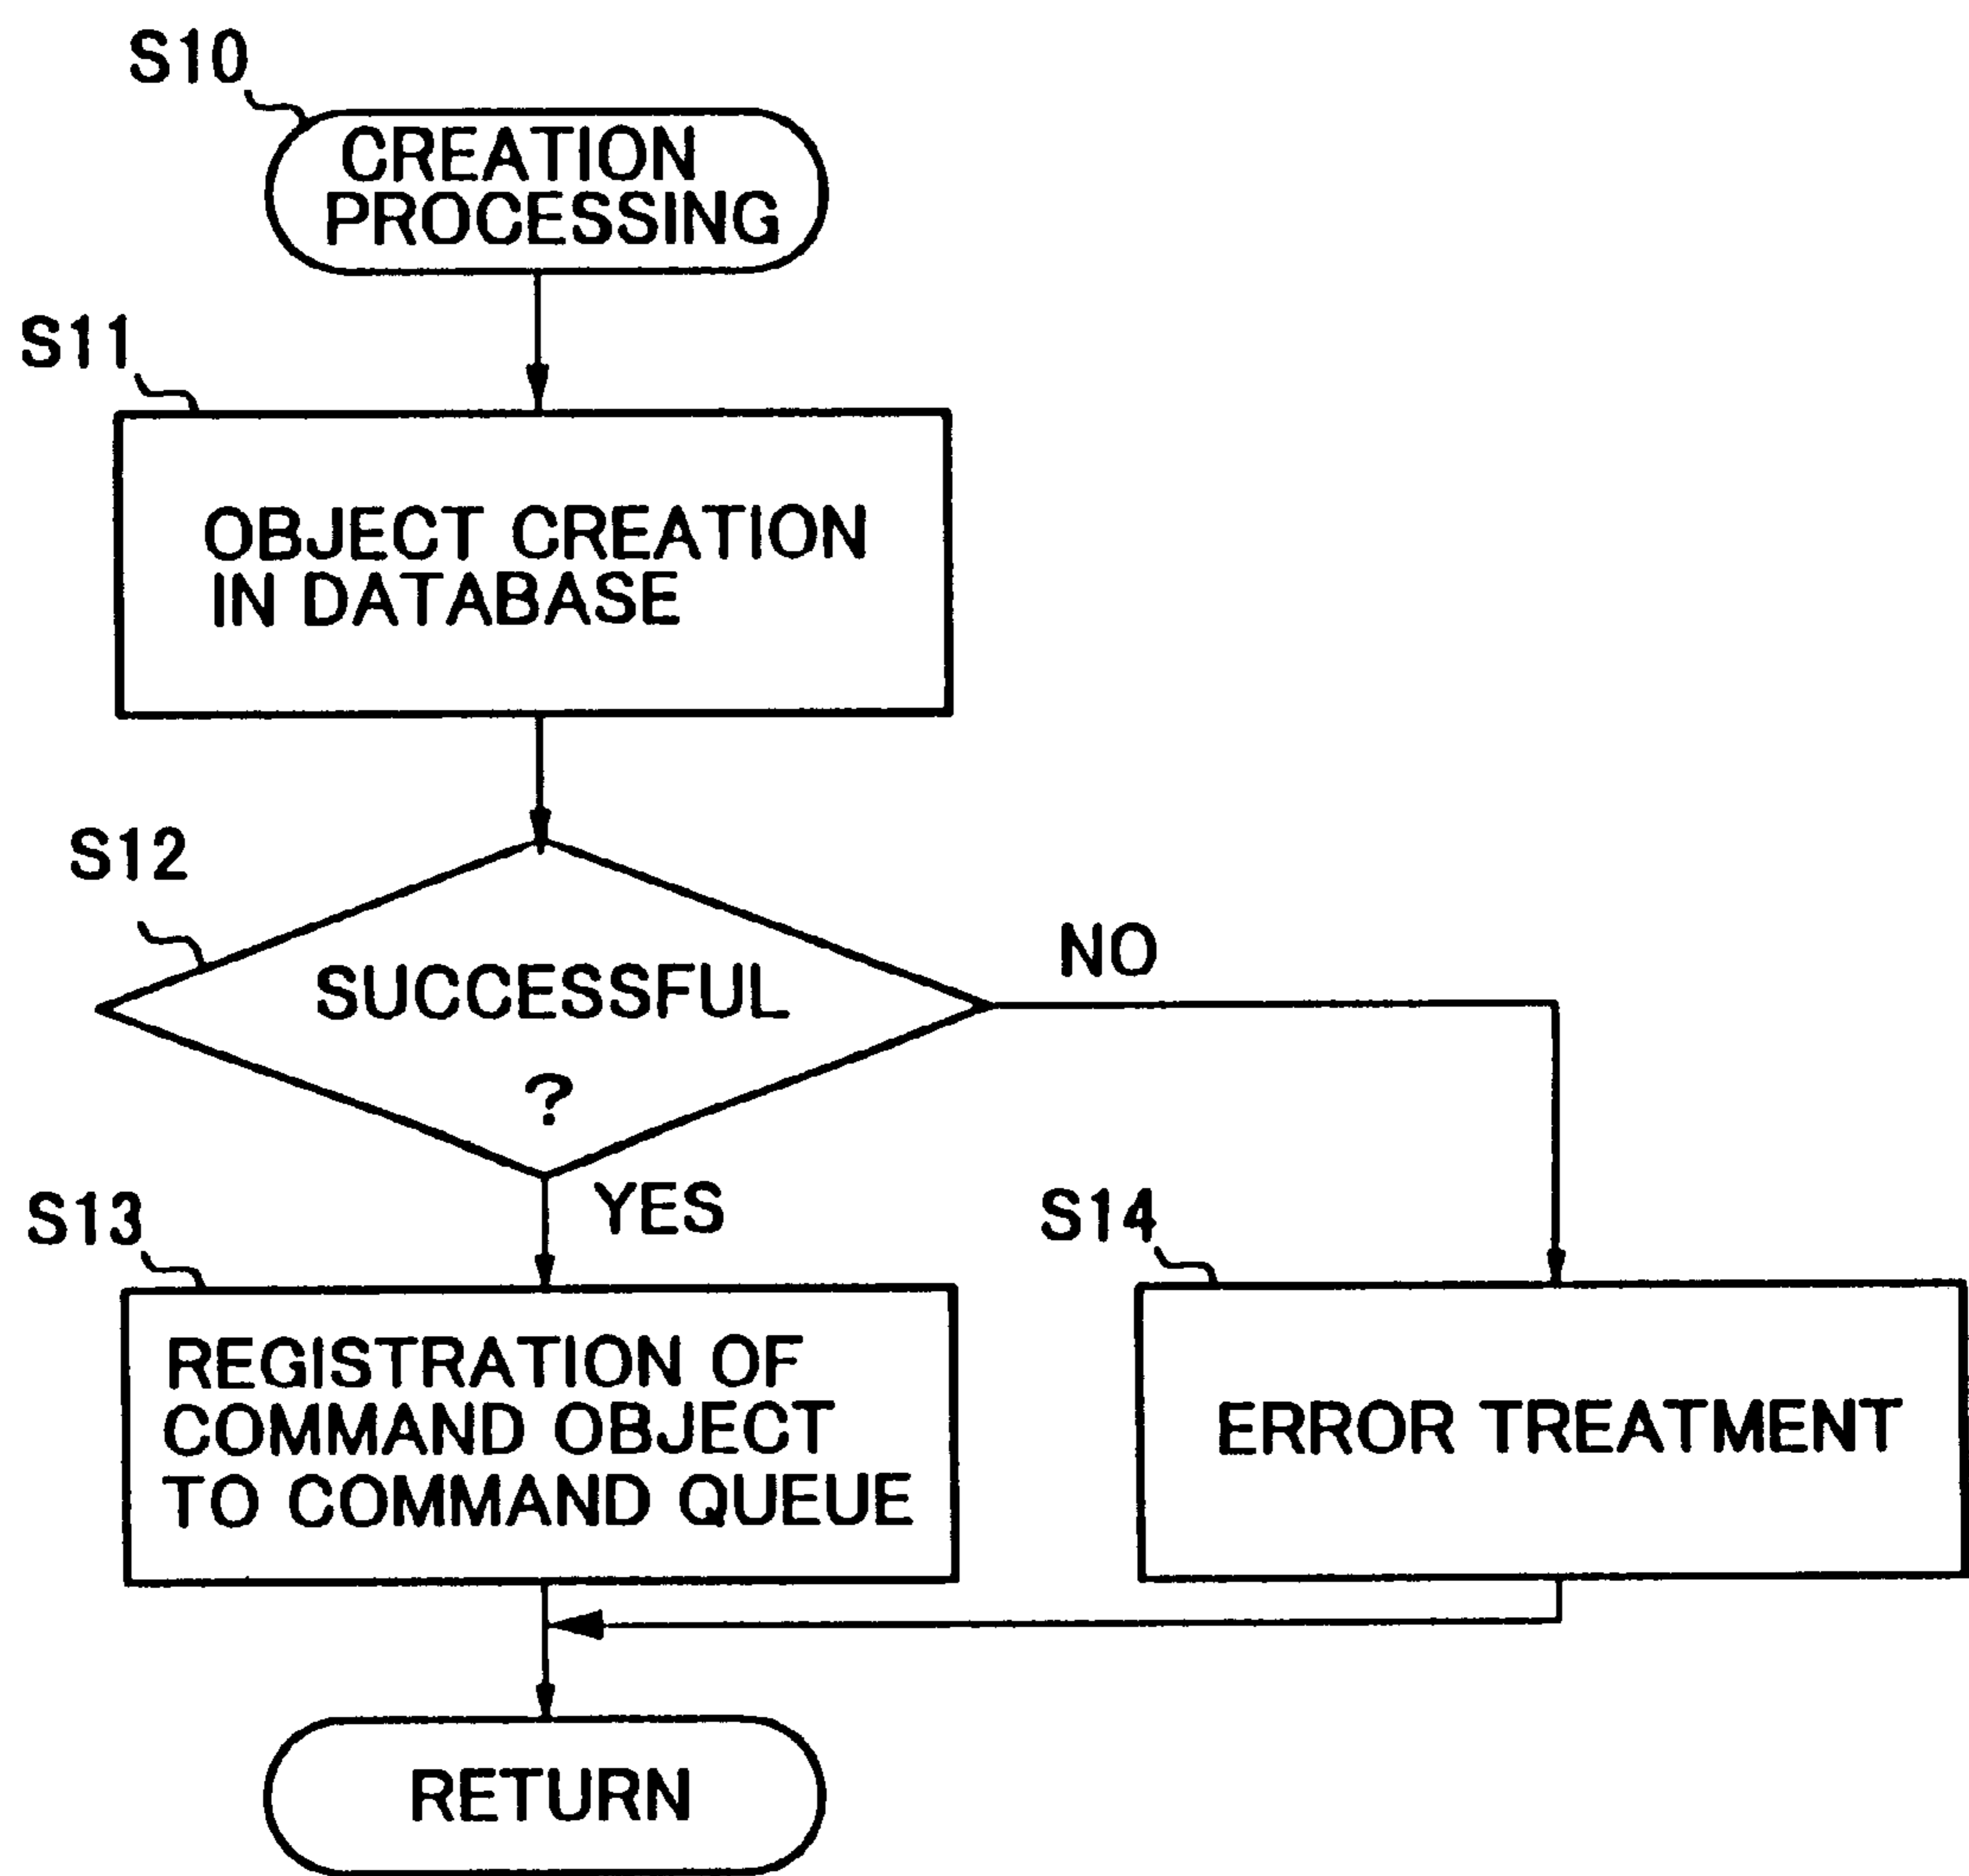 S10
CREATION
PROCESSING
S11
OBJECT CREATION
IN DATABASE
S12
SUCCESSFUL
?
NO
YES
S13
REGISTRATION OF
COMMAND OBJECT
TO COMMAND QUEUE
S14
ERROR TREATMENT
RETURN